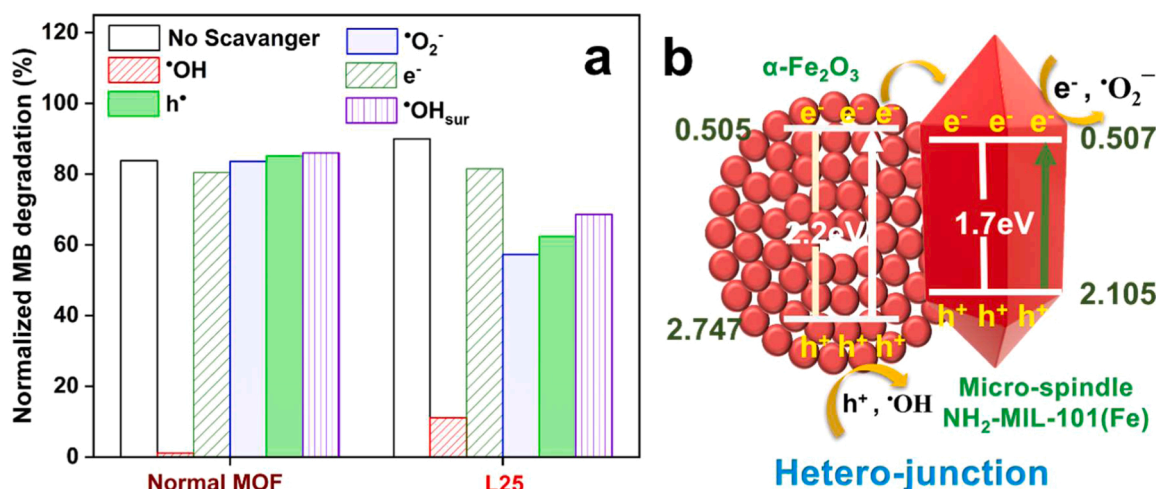 a
No Scavanger
•OH
h•
•O₂⁻
e⁻
•OHsur
Normalized MB degradation (%)
120
100
80
60
40
20
0
Normal MOF
L25
b
α-Fe₂O₃
e⁻ , •O₂⁻
e⁻ e⁻ e⁻
e⁻ e⁻ e⁻
0.505
0.507
2.2eV
1.7eV
2.747
2.105
h⁺ h⁺ h⁺
h⁺ h⁺ h⁺
h⁺ , •OH
Micro-spindle
NH₂-MIL-101(Fe)
Hetero-junction